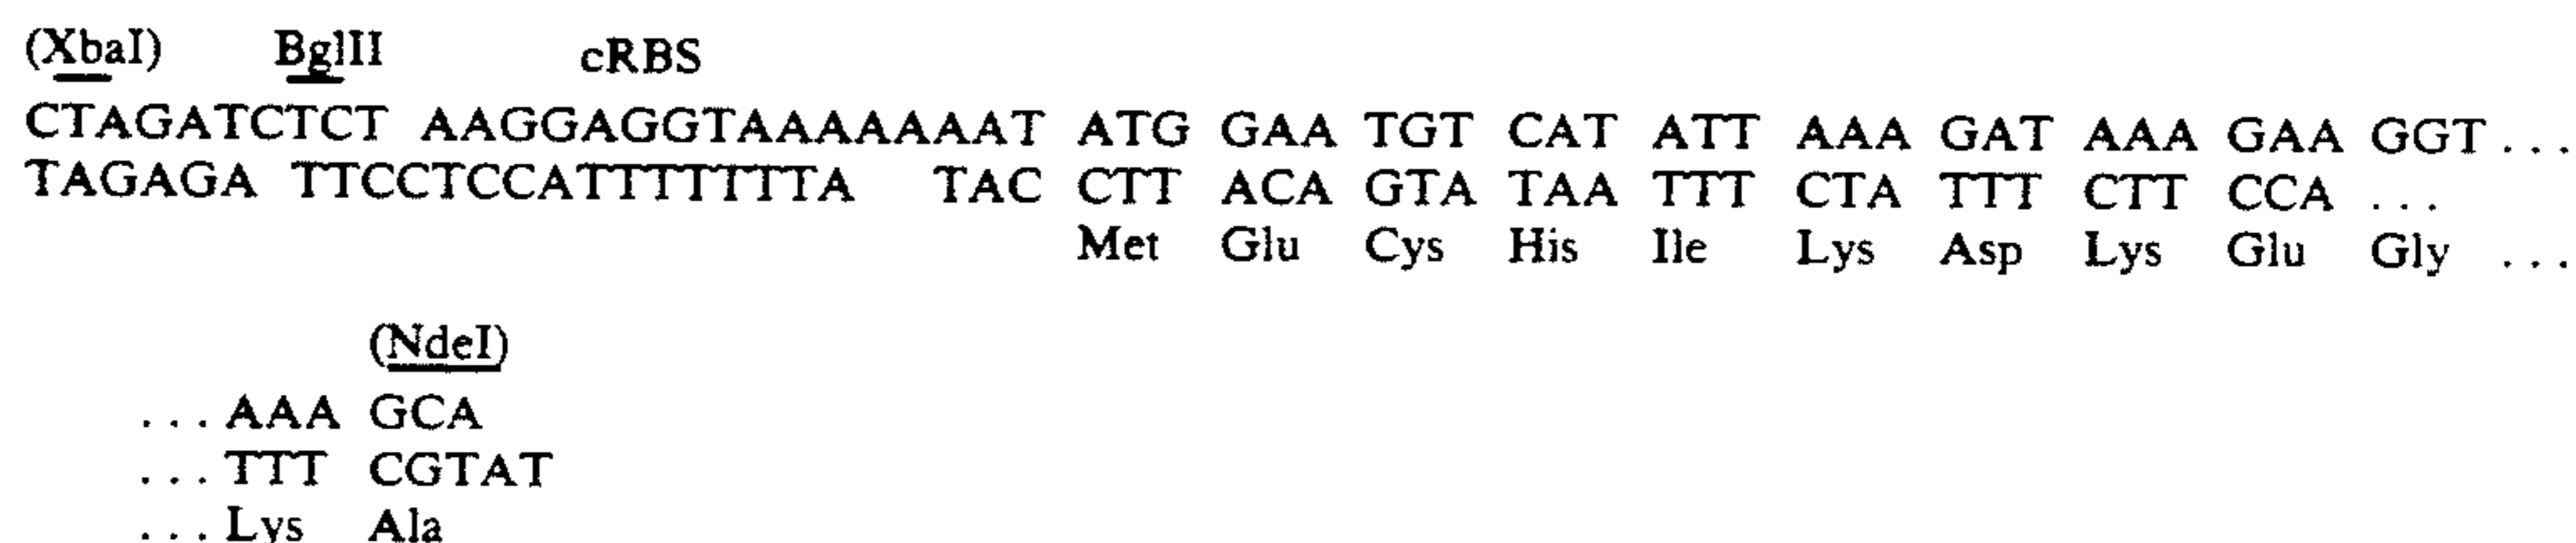 (XbaI) BglII cRBS
CTAGATCTCT AAGGAGGTAAAAAAAAT ATG GAA TGT CAT ATT AAA GAT AAA GAA GGT ...
TAGAGA TTCCTCCATTTTTTTA TAC CTT ACA GTA TAA TTT CTA TTT CTT CCA ...
Met Glu Cys His Ile Lys Asp Lys Glu Gly ...
(NdeI)
... AAA GCA
... TTT CGTAT
... Lys Ala